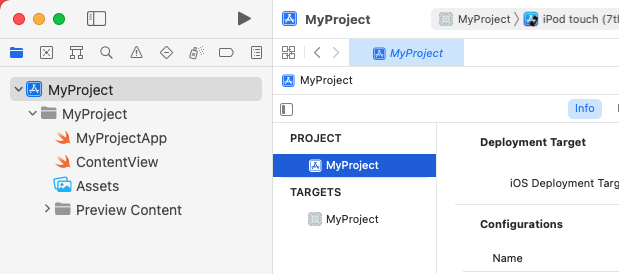 MyProject
MyProject
iPod touch (7th
MyProject
MyProject
MyProject
MyProject
MyProjectApp
ContentView
Assets
Preview Content
Info
PROJECT
MyProject
TARGETS
MyProject
Deployment Target
iOS Deployment Targ
Configurations
Name